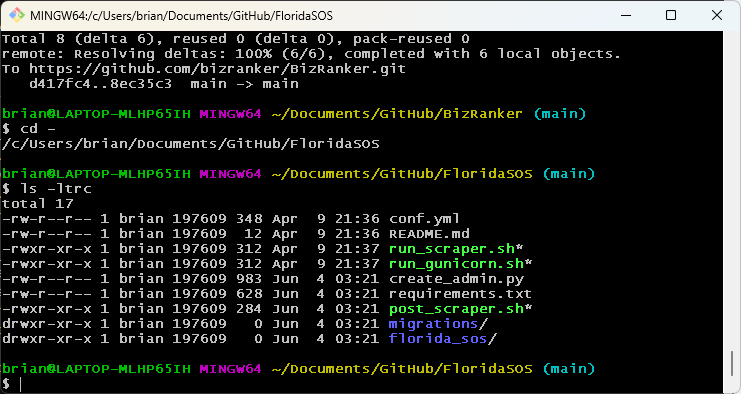 MINGW64:/c/Users/brian/Documents/GitHub/FloridaSOS
Total 8 (delta 6), reused 0 (delta 0), pack-reused 0
remote: Resolving deltas: 100% (6/6), completed with 6 local objects.
To https://github.com/bizranker/BizRanker.git
   d417fc4..8ec35c3  main -> main
brian@LAPTOP-MLHP65IH MINGW64 ~/Documents/GitHub/BizRanker (main)
$ cd -
/c/Users/brian/Documents/GitHub/FloridaSOS
brian@LAPTOP-MLHP65IH MINGW64 ~/Documents/GitHub/FloridaSOS (main)
$ ls -ltrc
total 17
-rw-r--r-- 1 brian 197609 348 Apr  9 21:36 conf.yml
-rw-r--r-- 1 brian 197609  12 Apr  9 21:36 README.md
-rwxr-xr-x 1 brian 197609 312 Apr  9 21:37 run_scraper.sh*
-rwxr-xr-x 1 brian 197609 312 Apr  9 21:37 run_gunicorn.sh*
-rw-r--r-- 1 brian 197609 983 Jun  4 03:21 create_admin.py
-rw-r--r-- 1 brian 197609 628 Jun  4 03:21 requirements.txt
-rwxr-xr-x 1 brian 197609 284 Jun  4 03:21 post_scraper.sh*
drwxr-xr-x 1 brian 197609   0 Jun  4 03:21 migrations/
drwxr-xr-x 1 brian 197609   0 Jun  4 03:21 florida_sos/
brian@LAPTOP-MLHP65IH MINGW64 ~/Documents/GitHub/FloridaSOS (main)
$